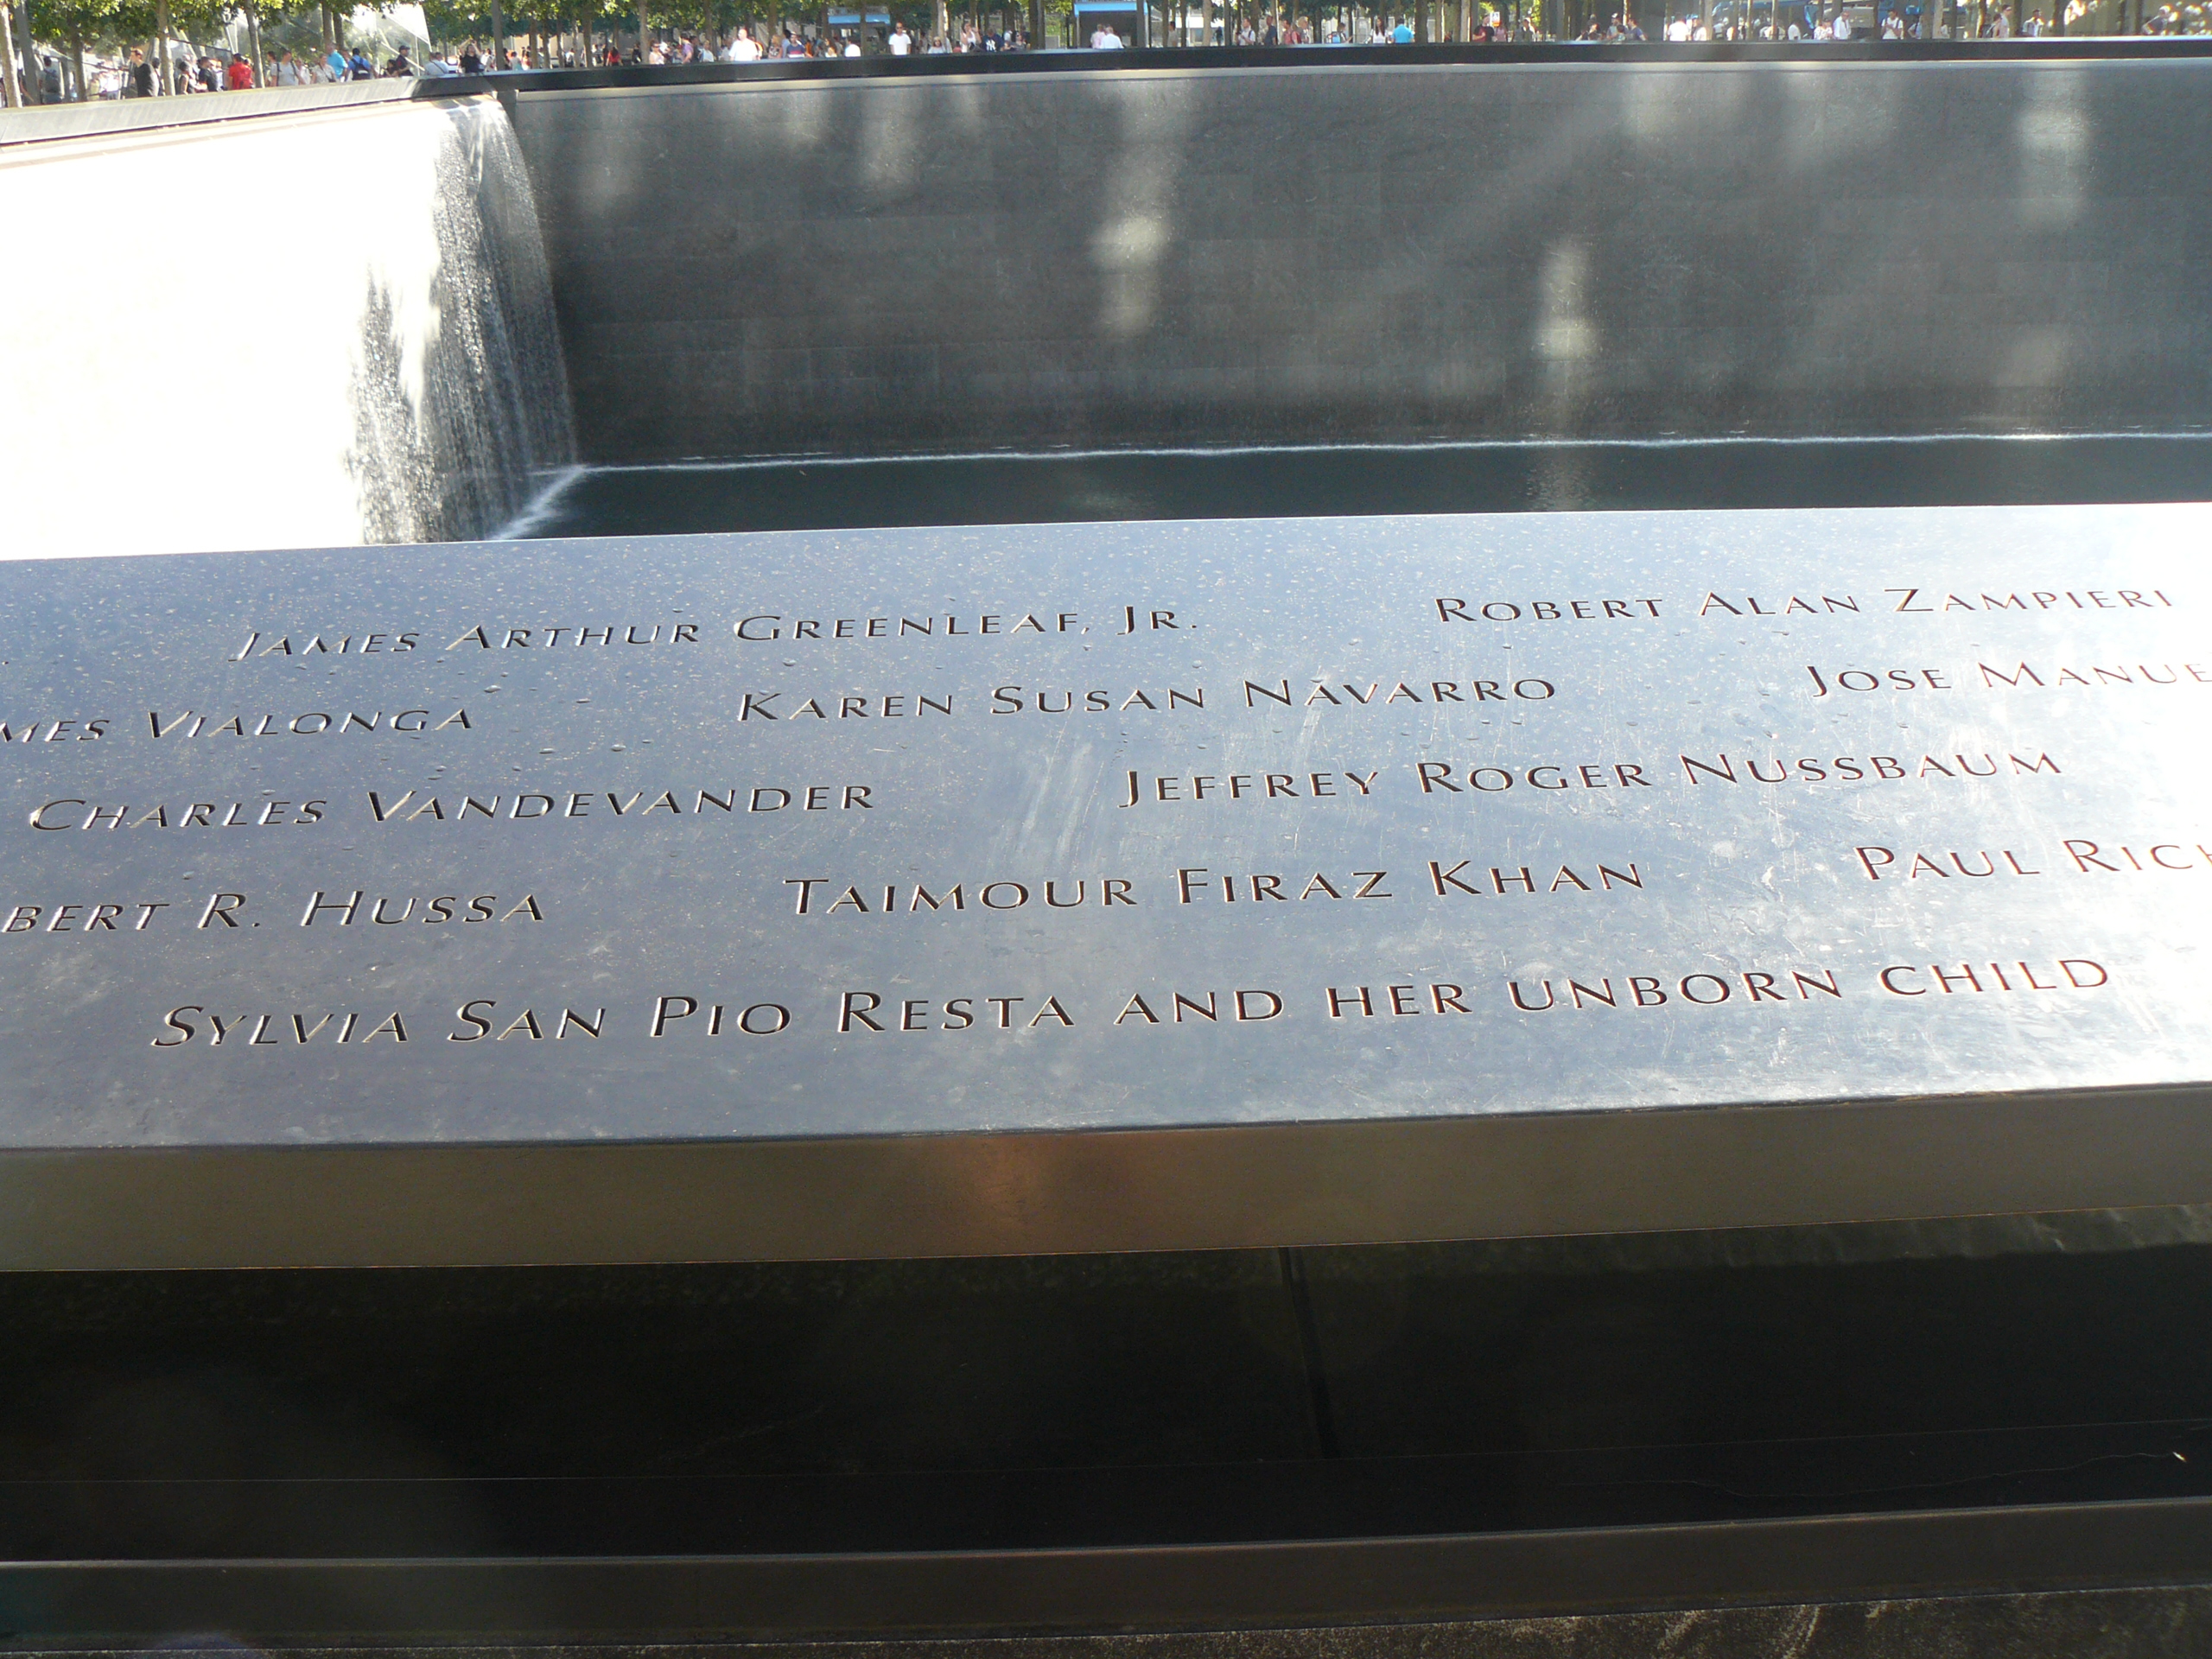 JAMES ARTHUR GREENLEAF, JR. ROBERT ALAN ZAMPIERI
VIALONGA KAREN SUSAN NAVARRO JOSE
CHARLES VANDEVANDER JEFFREY ROGER NUSSBAUM
R. HUSSA TAIMOUR FIRAZ KHAN PAUL
SYLVIA SAN PIO RESTA AND HER UNBORN CHILD